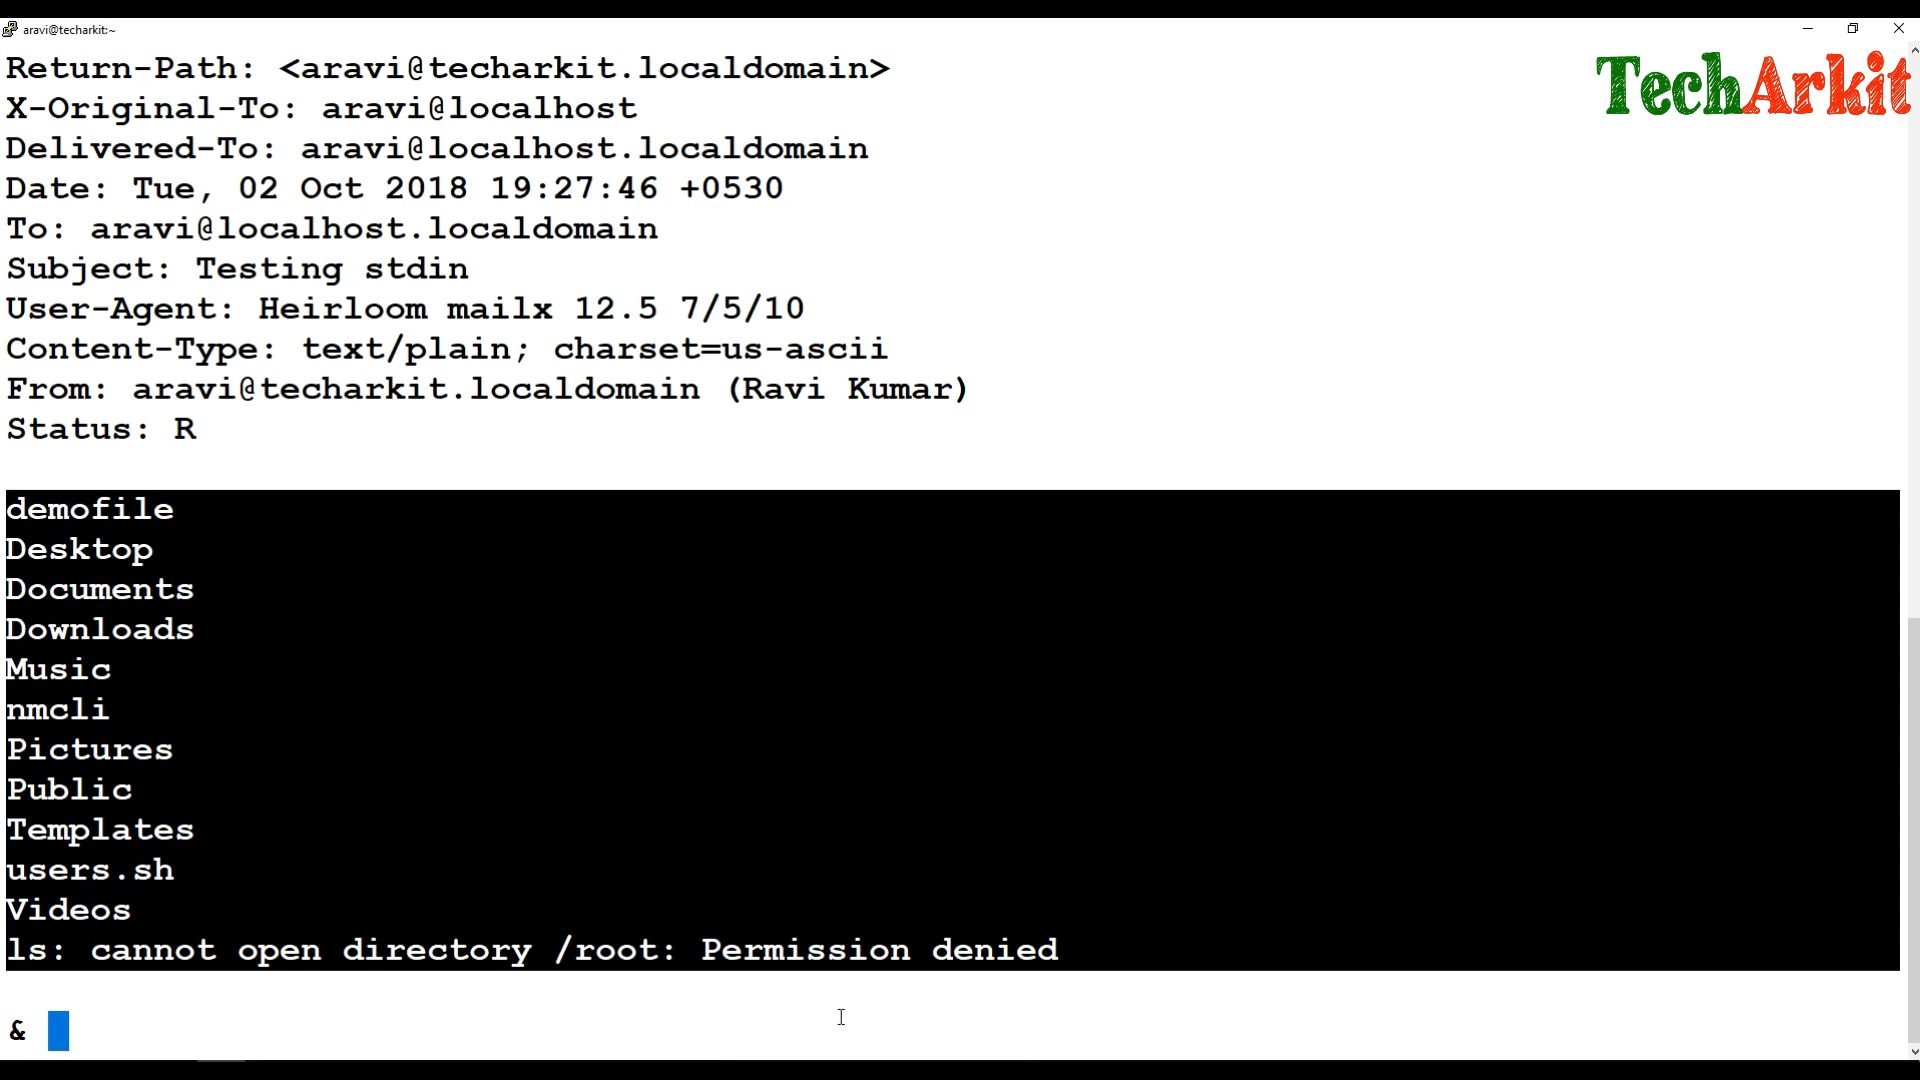 aravi@techarkit:~
TechArkit
Return-Path: <aravi@techarkit.localdomain>
X-Original-To: aravi@localhost
Delivered-To: aravi@localhost.localdomain
Date: Tue, 02 Oct 2018 19:27:46 +0530
To: aravi@localhost.localdomain
Subject: Testing stdin
User-Agent: Heirloom mailx 12.5 7/5/10
Content-Type: text/plain; charset=us-ascii
From: aravi@techarkit.localdomain (Ravi Kumar)
Status: R
demofile
Desktop
Documents
Downloads
Music
nmcli
Pictures
Public
Templates
users.sh
Videos
ls: cannot open directory /root: Permission denied
&